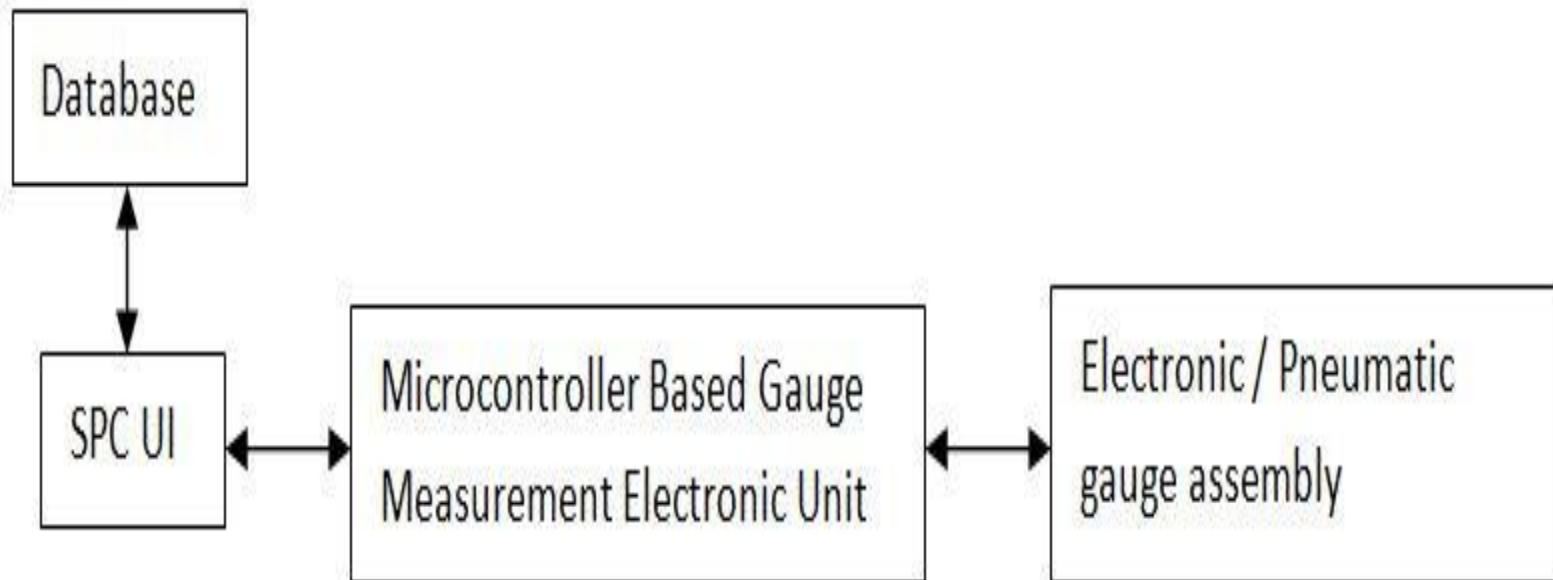 Database
SPC UI
Microcontroller Based Gauge
Measurement Electronic Unit
Electronic / Pneumatic
gauge assembly